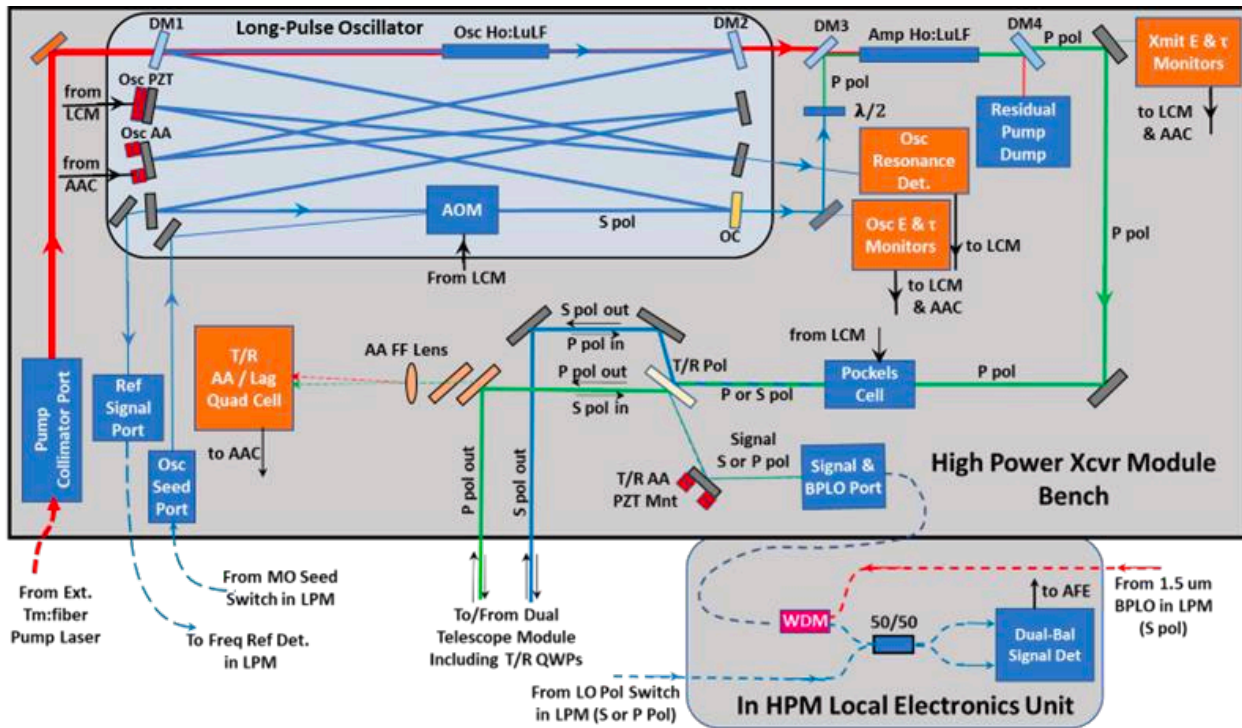 DM1
Long-Pulse Oscillator
DM2
DM3
DM4
Osc Ho:LuLF
Amp Ho:LuLF
P pol
Xmit E & τ
Monitors
to LCM
& AAC
Osc PZT
from
LCM
Osc AA
from
AAC
P pol
λ/2
Residual
Pump
Dump
Osc
Resonance
Det.
AOM
S pol
OC
From LCM
Osc E & τ
Monitors
to LCM
to LCM
& AAC
P pol
Pump
Collimator Port
Ref
Signal
Port
Osc
Seed
Port
T/R
AA / Lag
Quad Cell
to AAC
AA FF Lens
S pol out
P pol in
P pol out
S pol in
T/R Pol
P or S pol
from LCM
Pockels
Cell
P pol
P pol out
S pol out
Signal
S or P pol
T/R AA
PZT Mnt
Signal &
BPLO Port
High Power Xcvr Module
Bench
From Ext.
Tm:fiber
Pump Laser
From MO Seed
Switch in LPM
To Freq Ref Det.
in LPM
To/From Dual
Telescope Module
Including T/R QWPs
From LO Pol Switch
in LPM (S or P Pol)
WDM
50/50
to AFE
Dual-Bal
Signal Det
From 1.5 um
BPLO in LPM
(S pol)
In HPM Local Electronics Unit